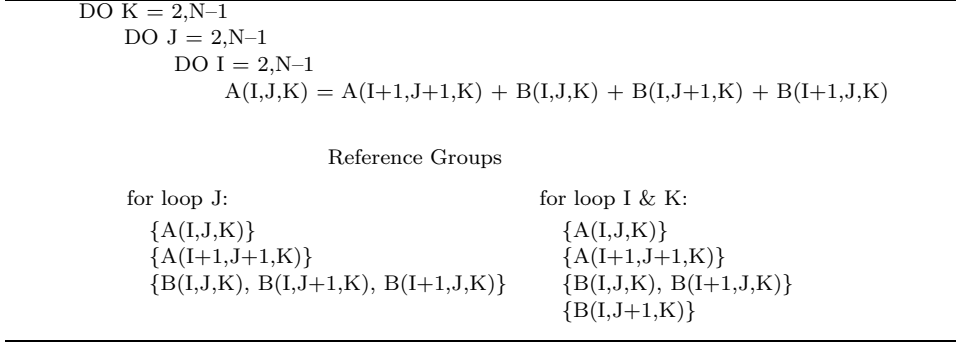 DO K = 2,N–1
DO J = 2,N–1
DO I = 2,N–1
A(I,J,K) = A(I+1,J+1,K) + B(I,J,K) + B(I,J+1,K) + B(I+1,J,K)
Reference Groups
for loop J:
{A(I,J,K)}
{A(I+1,J+1,K)}
{B(I,J,K), B(I,J+1,K), B(I+1,J,K)}
for loop I & K:
{A(I,J,K)}
{A(I+1,J+1,K)}
{B(I,J,K), B(I+1,J,K)}
{B(I,J+1,K)}